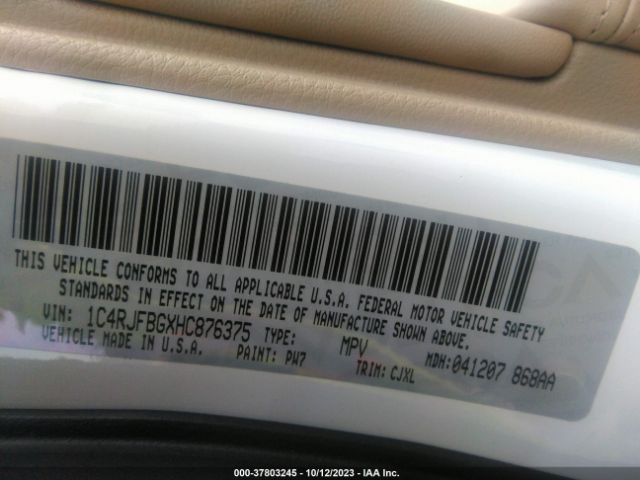 THIS VEHICLE CONFORMS TO ALL APPLICABLE U.S.A. FEDERAL MOTOR VEHICLE SAFETY
STANDARDS IN EFFECT ON THE DATE OF MANUFACTURE SHOWN ABOVE.
VIN: 1C4RJFBGXHC876375 TYPE: MPV MDH:041207 868AA
VEHICLE MADE IN U.S.A. PAINT: PW7 TRIM: CJXL
000-37803245 - 10/12/2023 - IAA Inc.